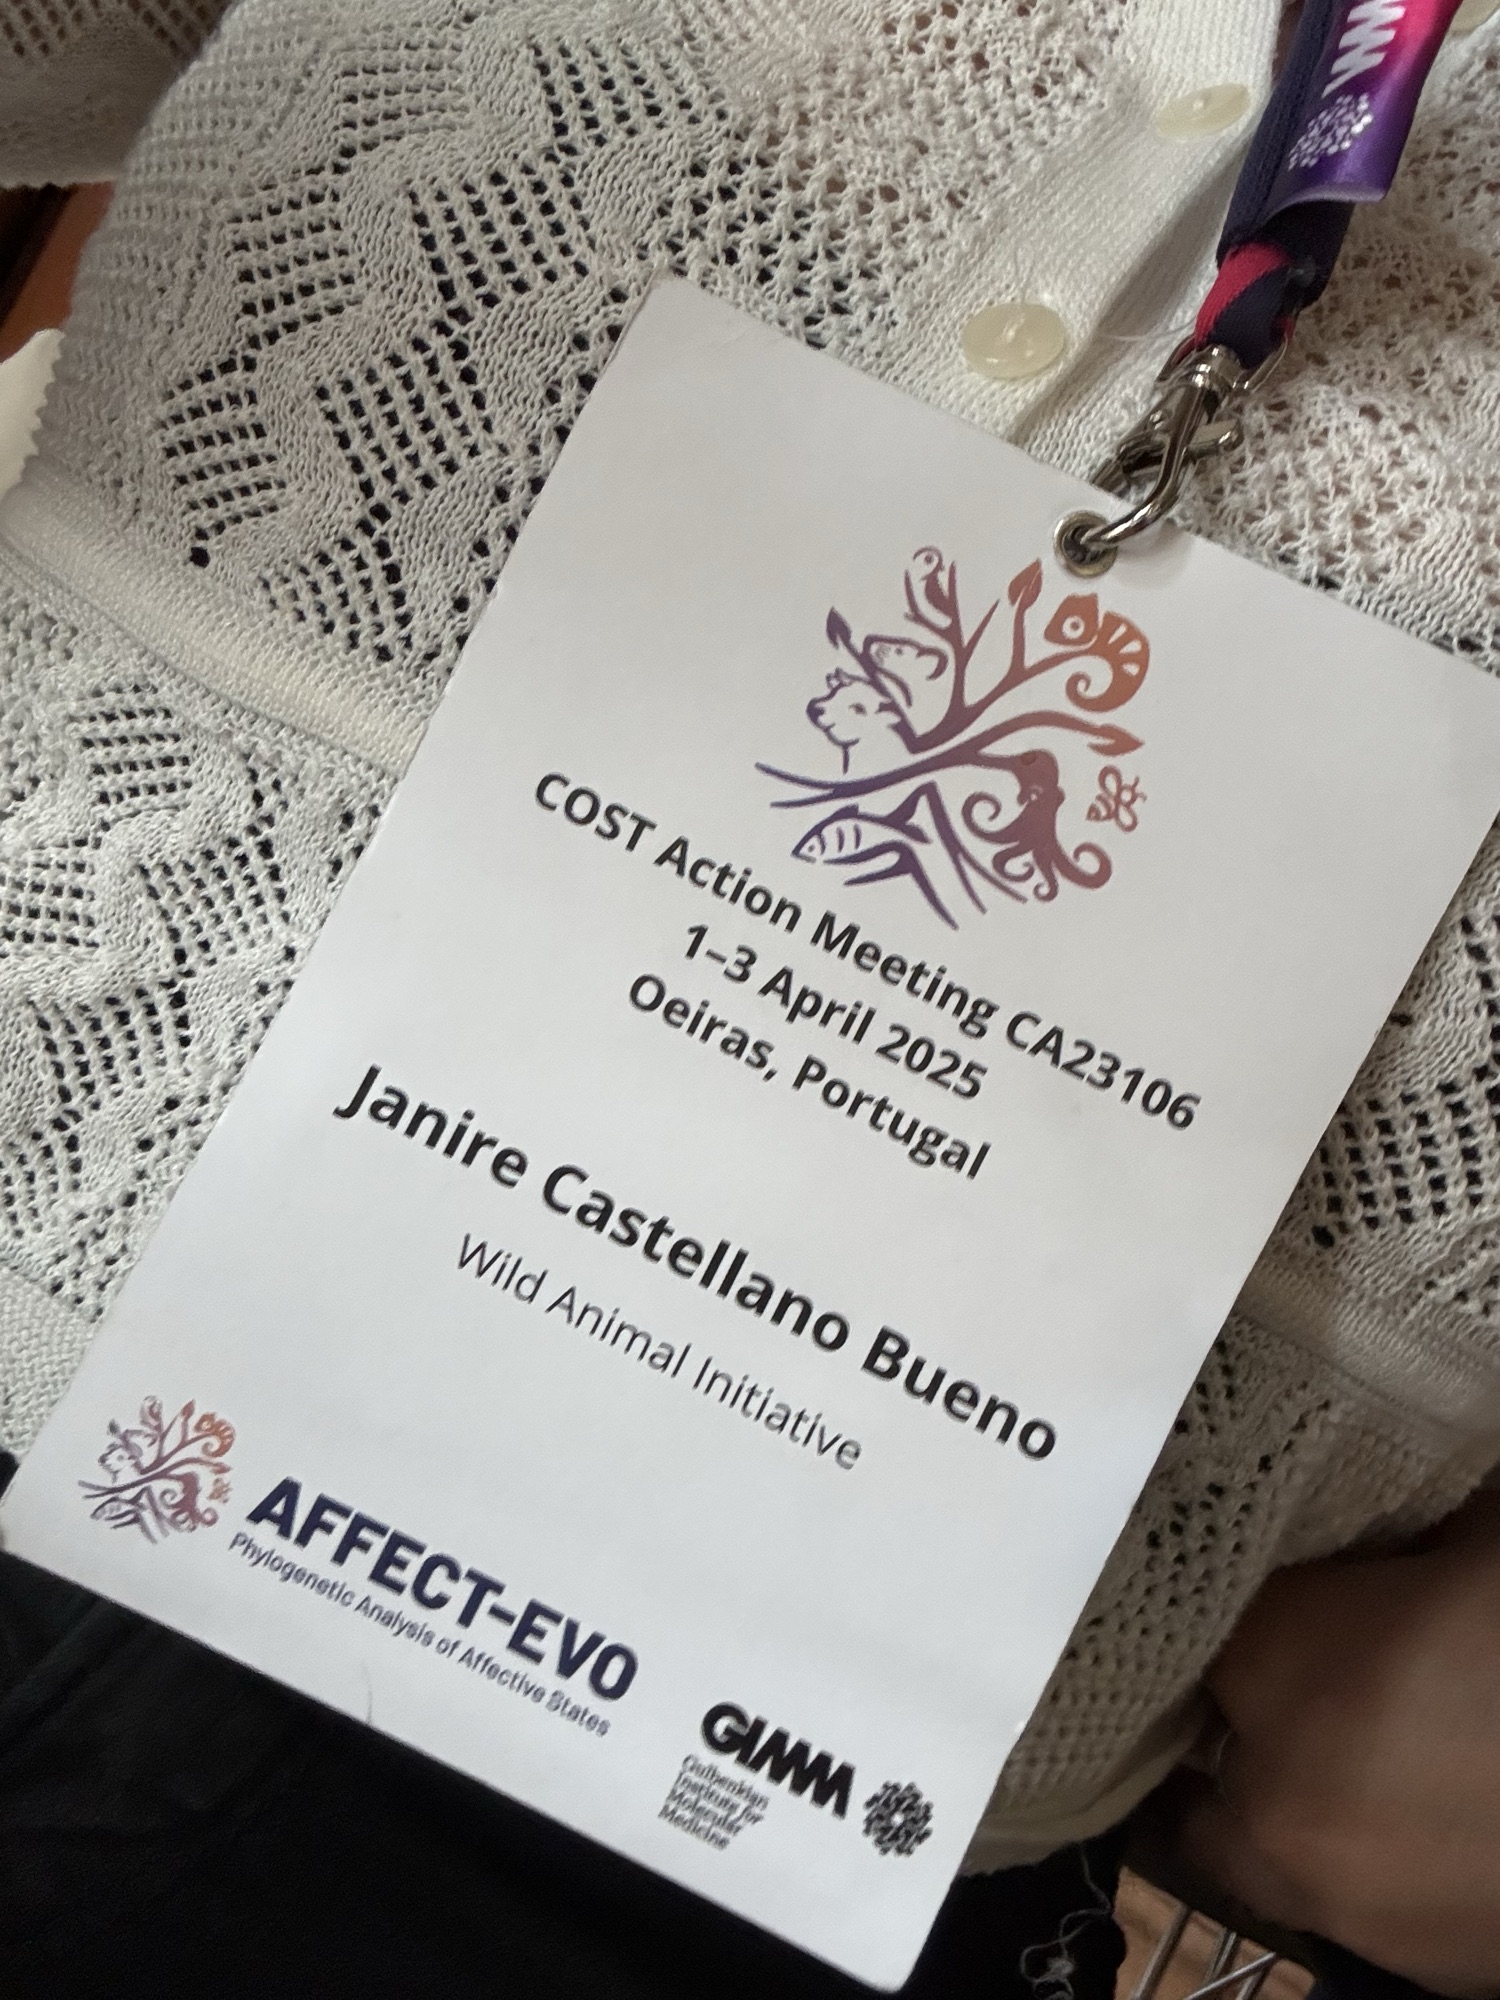 COST Action Meeting CA23106
1–3 April 2025
Oeiras, Portugal
Janire Castellano Bueno
Wild Animal Initiative
AFFECT-EVO
Phylogenetic Analysis of Affective States
GIMM
Gulbenkian
Institute for
Molecular
Medicine